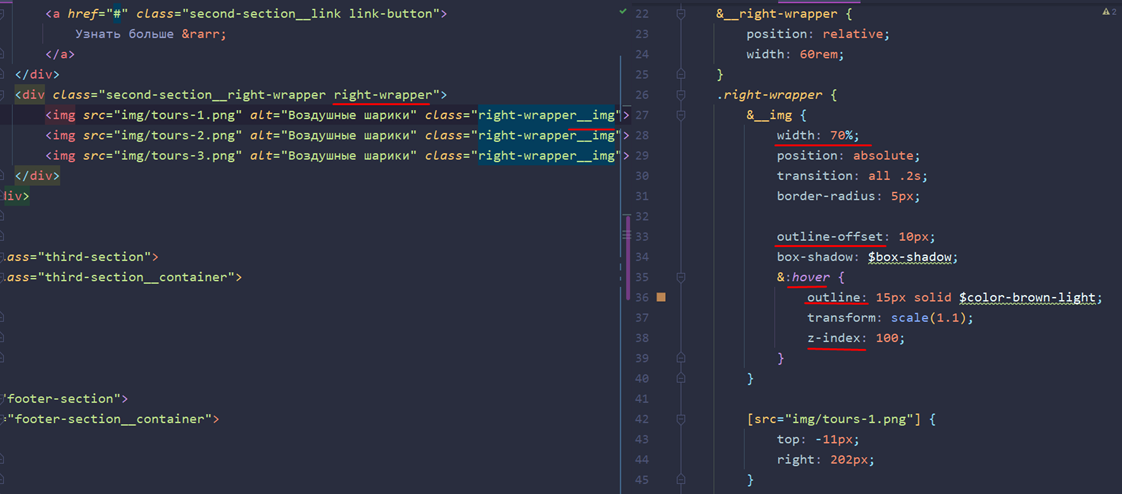 <a href="#" class="second-section__link link-button">
Узнать больше &rarr;
</a>
</div>
<div class="second-section__right-wrapper right-wrapper">
<img src="img/tours-1.png" alt="Воздушные шарики" class="right-wrapper__img">
<img src="img/tours-2.png" alt="Воздушные шарики" class="right-wrapper__img">
<img src="img/tours-3.png" alt="Воздушные шарики" class="right-wrapper__img">
</div>
div>
ass="third-section">
ass="third-section__container">
"footer-section">
="footer-section__container">
22 &__right-wrapper {
23 position: relative;
24 width: 60rem;
25 }
26 .right-wrapper {
27 &__img {
28 width: 70%;
29 position: absolute;
30 transition: all .2s;
31 border-radius: 5px;
32
33 outline-offset: 10px;
34 box-shadow: $box-shadow;
35 &:hover {
36 outline: 15px solid $color-brown-light;
37 transform: scale(1.1);
38 z-index: 100;
39 }
40 }
41
42 [src="img/tours-1.png"] {
43 top: -11px;
44 right: 202px;
45 }
2